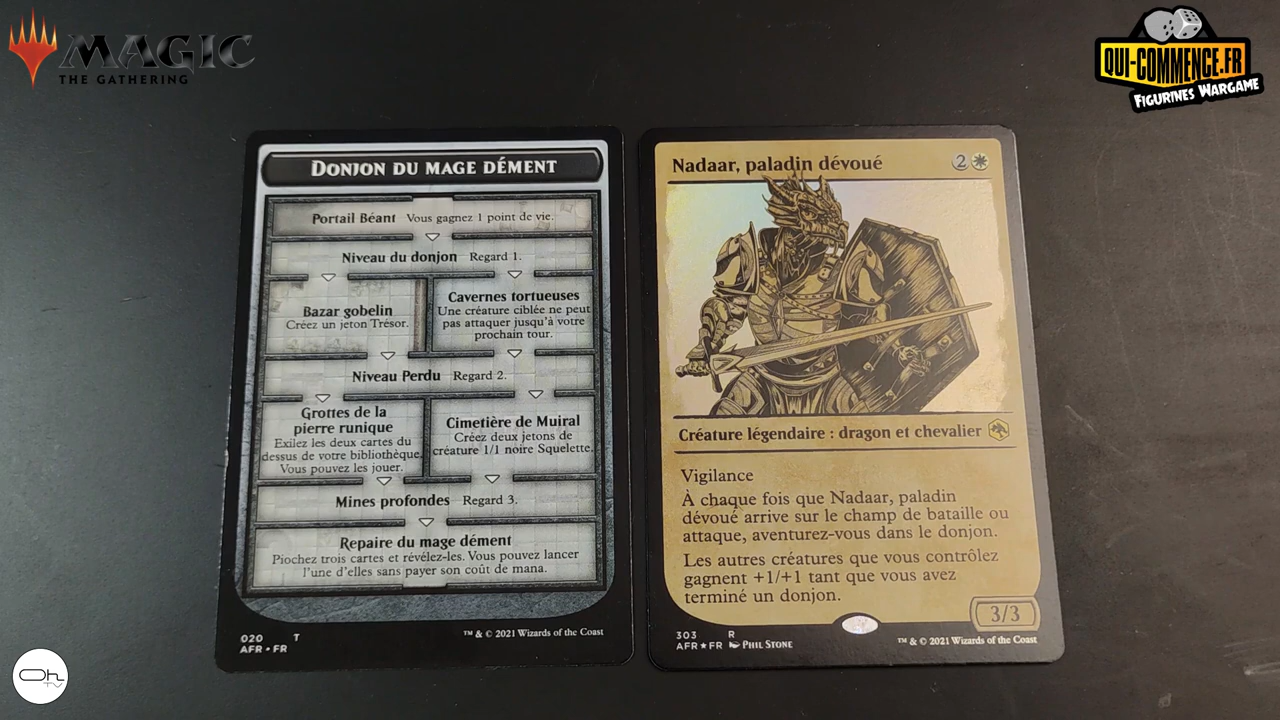 MAGIC
THE GATHERING
QUI-COMMENCE.FR
FIGURINES WARGAME
DONJON DU MAGE DÉMENT
Portail Béant Vous gagnez 1 point de vie.
Niveau du donjon Regard 1.
Bazar gobelin
Créez un jeton Trésor.
Cavernes tortueuses
Une créature ciblée ne peut
pas attaquer jusqu'à votre
prochain tour.
Niveau Perdu Regard 2.
Grottes de la
pierre runique
Exilez les deux cartes du
dessus de votre bibliothèque.
Vous pouvez les jouer.
Cimetière de Muiral
Créez deux jetons de
créature 1/1 noire Squelette.
Mines profondes Regard 3.
Repaire du mage dément
Piochez trois cartes et révélez-les. Vous pouvez lancer
l'une d'elles sans payer son coût de mana.
020 T
AFR • FR
™ & © 2021 Wizards of the Coast
Nadaar, paladin dévoué 2
Créature légendaire : dragon et chevalier
Vigilance
À chaque fois que Nadaar, paladin
dévoué arrive sur le champ de bataille ou
attaque, aventurez-vous dans le donjon.
Les autres créatures que vous contrôlez
gagnent +1/+1 tant que vous avez
terminé un donjon.
3/3
303 R
AFR★FR PHIL STONE
™ & © 2021 Wizards of the Coast
Oh
TV